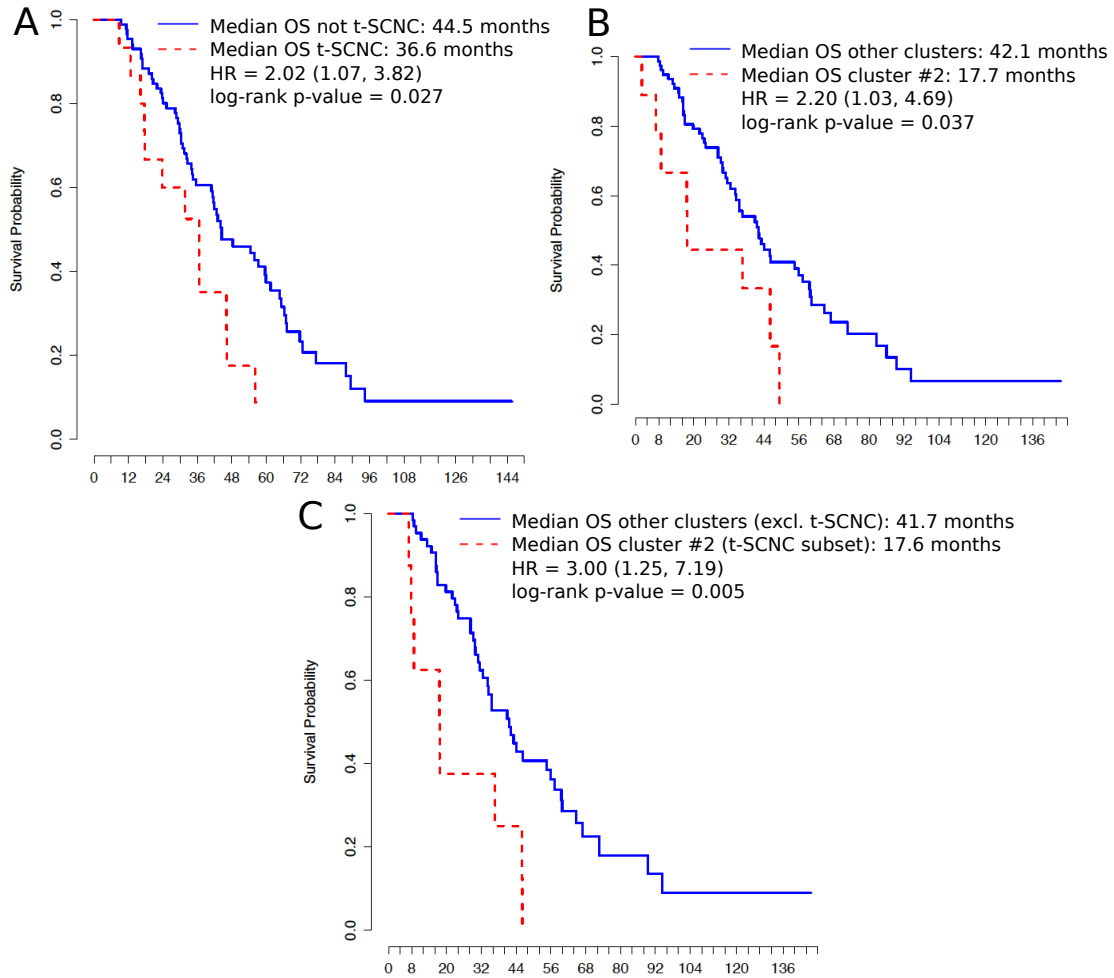 A
Median OS not t-SCNC: 44.5 months
Median OS t-SCNC: 36.6 months
HR = 2.02 (1.07, 3.82)
log-rank p-value = 0.027
Survival Probability
1.0
0.8
0.6
0.4
0.2
0.0
0 12 24 36 48 60 72 84 96 108 126 144
B
Median OS other clusters: 42.1 months
Median OS cluster #2: 17.7 months
HR = 2.20 (1.03, 4.69)
log-rank p-value = 0.037
Survival Probability
1.0
0.8
0.6
0.4
0.2
0.0
0 8 20 32 44 56 68 80 92 104 120 136
C
Median OS other clusters (excl. t-SCNC): 41.7 months
Median OS cluster #2 (t-SCNC subset): 17.6 months
HR = 3.00 (1.25, 7.19)
log-rank p-value = 0.005
Survival Probability
1.0
0.8
0.6
0.4
0.2
0.0
0 8 20 32 44 56 68 80 92 104 120 136